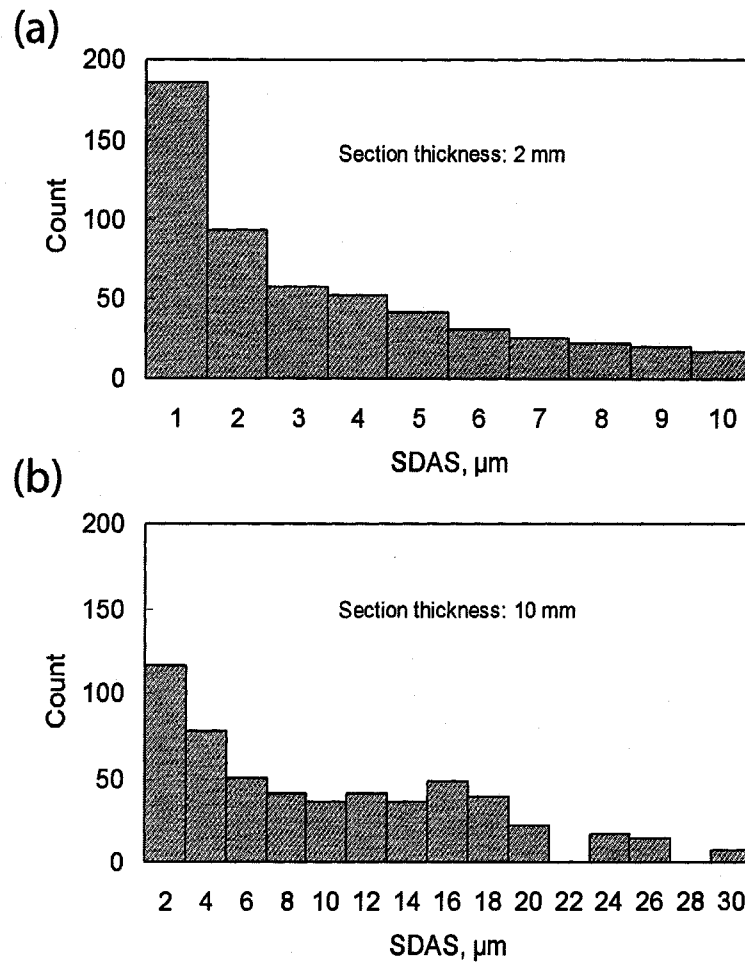 (a)
200
150
100
50
0
Count
Section thickness: 2 mm
1 2 3 4 5 6 7 8 9 10
SDAS, µm
(b)
200
150
100
50
0
Count
Section thickness: 10 mm
2 4 6 8 10 12 14 16 18 20 22 24 26 28 30
SDAS, µm